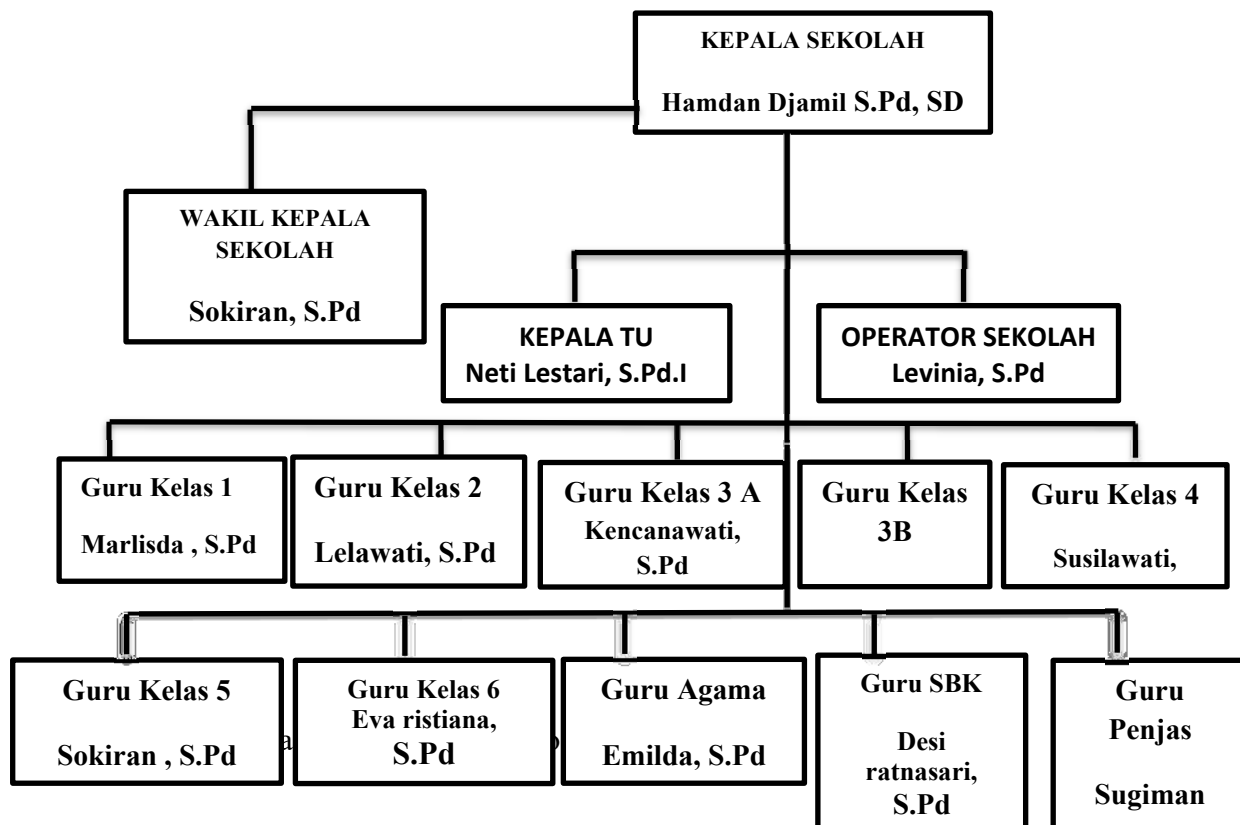 KEPALA SEKOLAH
Hamdan Djamil S.Pd, SD
WAKIL KEPALA
SEKOLAH
Sokiran, S.Pd
KEPALA TU
Neti Lestari, S.Pd.I
OPERATOR SEKOLAH
Levinia, S.Pd
Guru Kelas 1
Marlisda , S.Pd
Guru Kelas 2
Lelawati, S.Pd
Guru Kelas 3 A
Kencanawati,
S.Pd
Guru Kelas
3B
Guru Kelas 4
Susilawati,
Guru Kelas 5
Sokiran , S.Pd
Guru Kelas 6
Eva ristiana,
S.Pd
Guru Agama
Emilda, S.Pd
Guru SBK
Desi
ratnasari,
S.Pd
Guru
Penjas
Sugiman